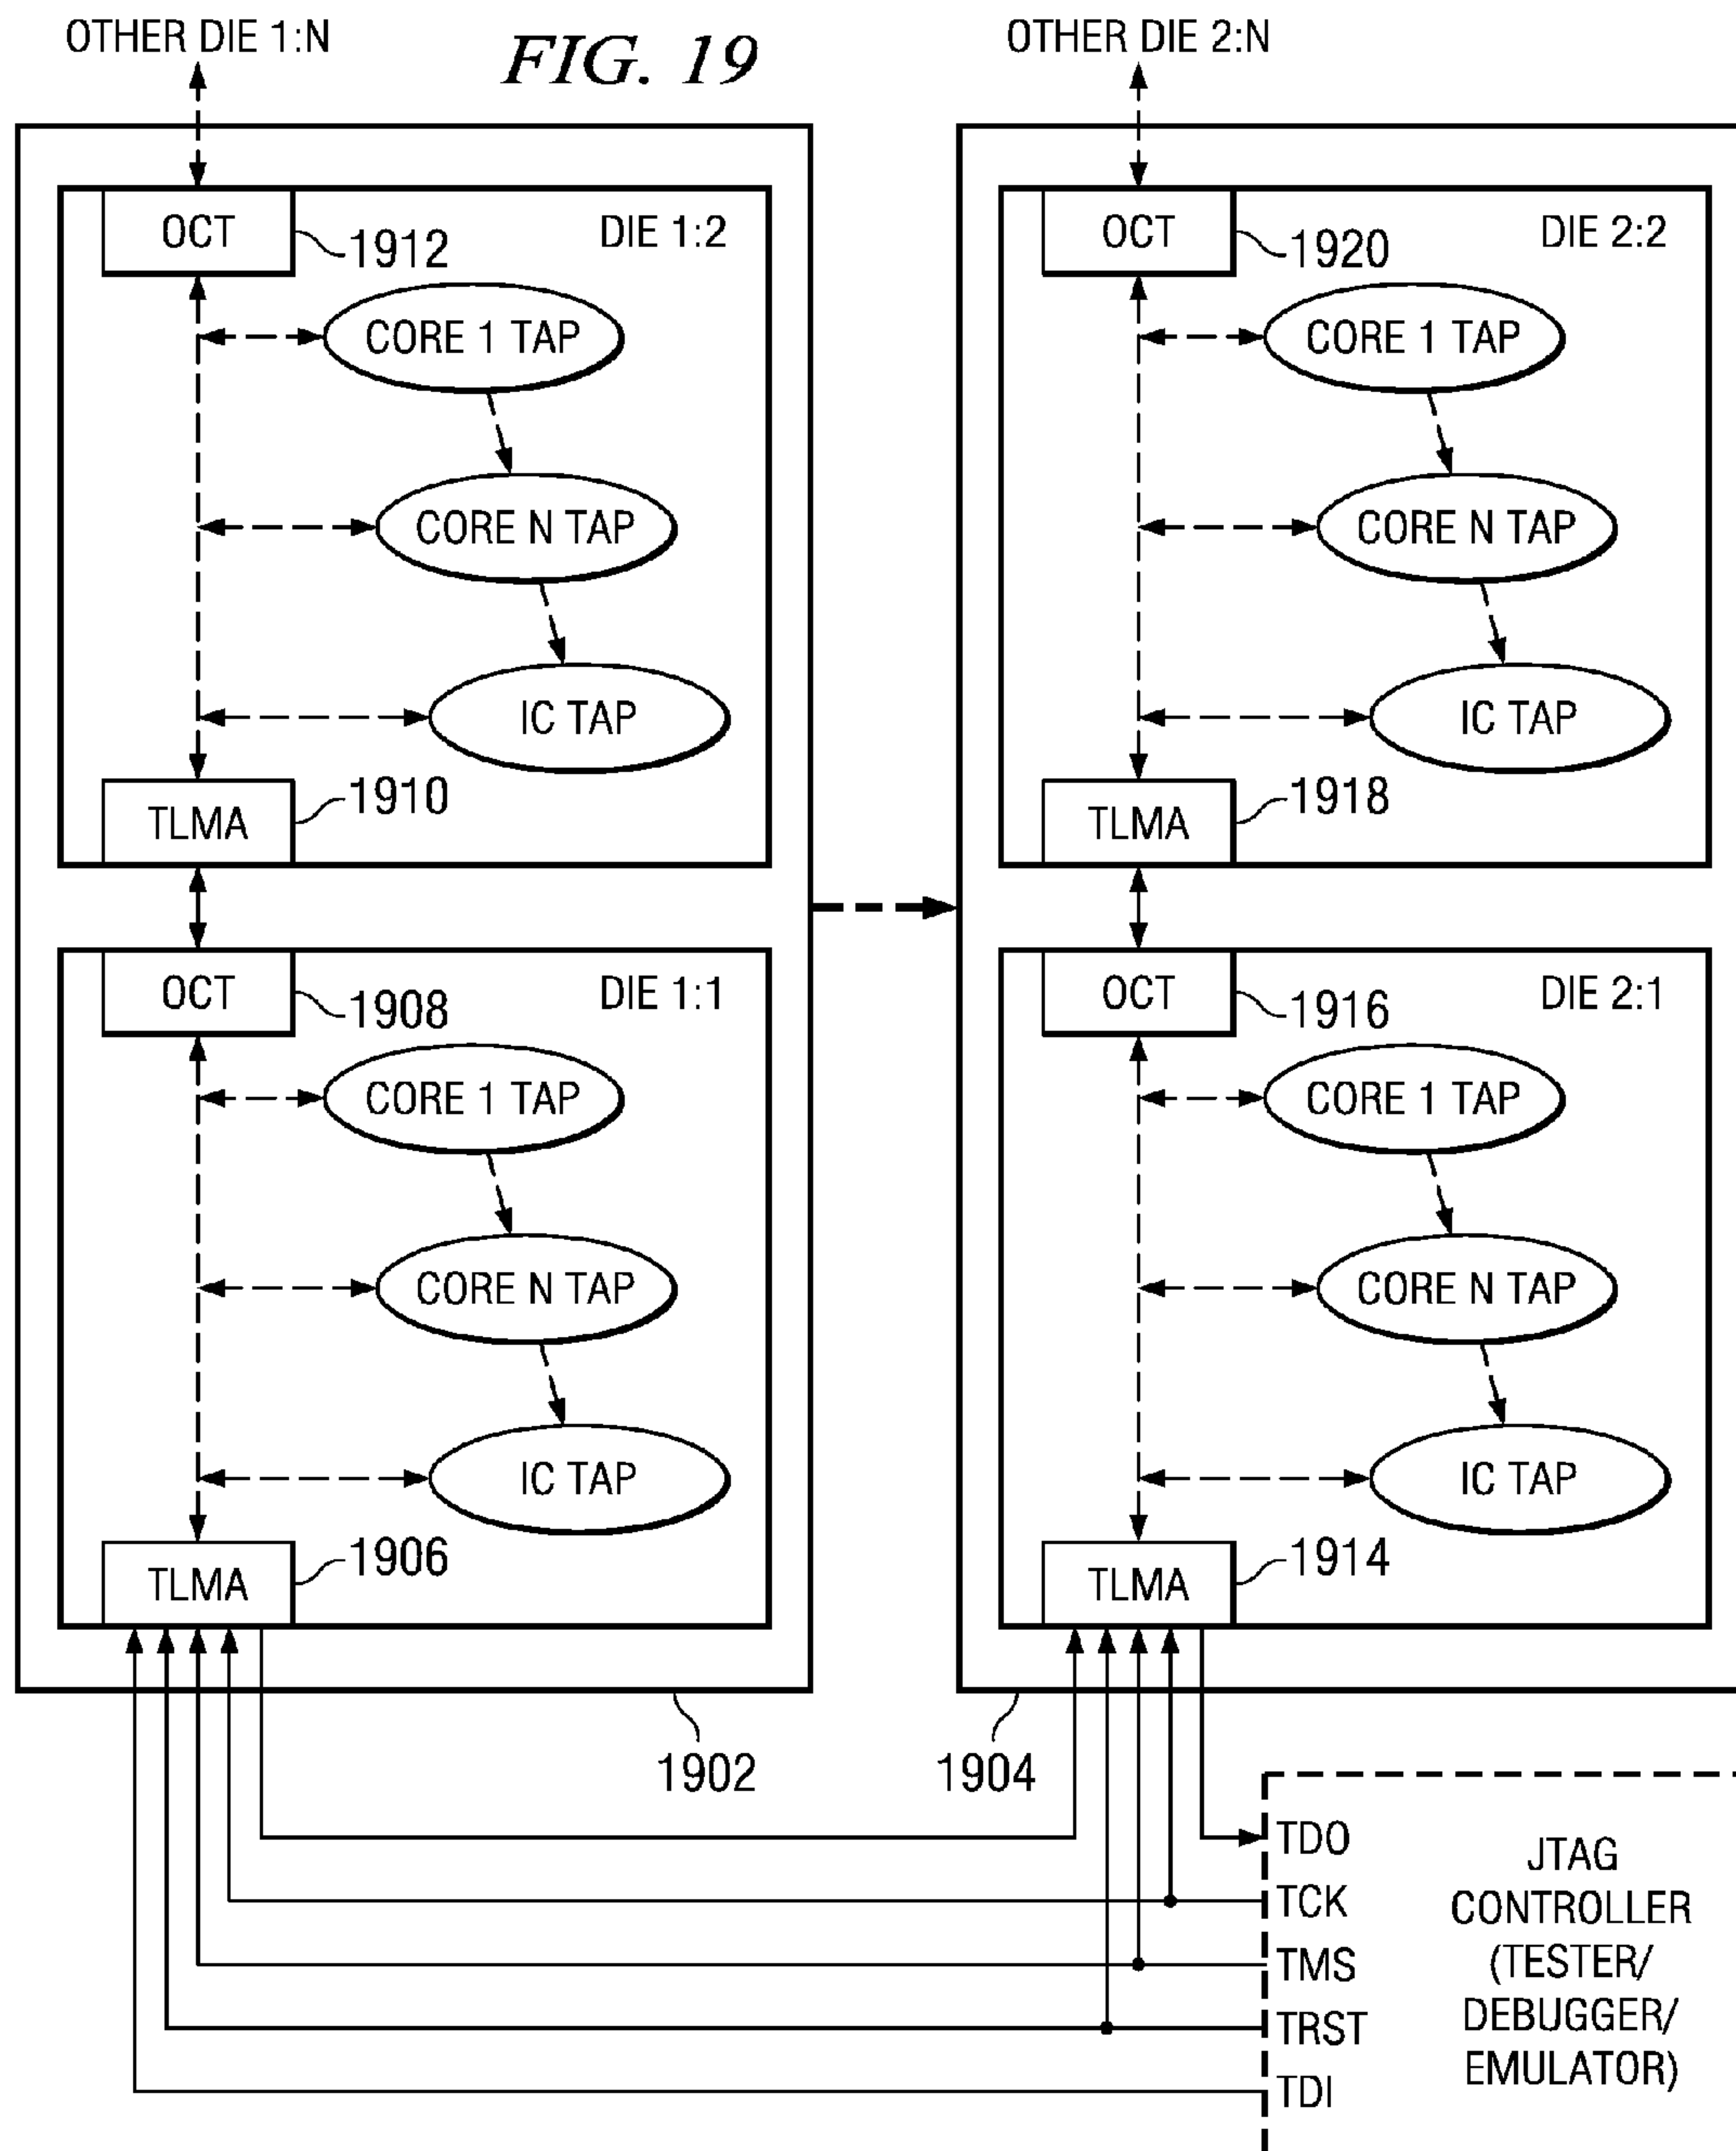 OTHER DIE 1:N
FIG. 19
OTHER DIE 2:N
OCT
1912
DIE 1:2
CORE 1 TAP
CORE N TAP
IC TAP
TLMA
1910
OCT
1908
DIE 1:1
CORE 1 TAP
CORE N TAP
IC TAP
TLMA
1906
1902
OCT
1920
DIE 2:2
CORE 1 TAP
CORE N TAP
IC TAP
TLMA
1918
OCT
1916
DIE 2:1
CORE 1 TAP
CORE N TAP
IC TAP
TLMA
1914
1904
TDO
TCK
TMS
TRST
TDI
JTAG
CONTROLLER
(TESTER/
DEBUGGER/
EMULATOR)